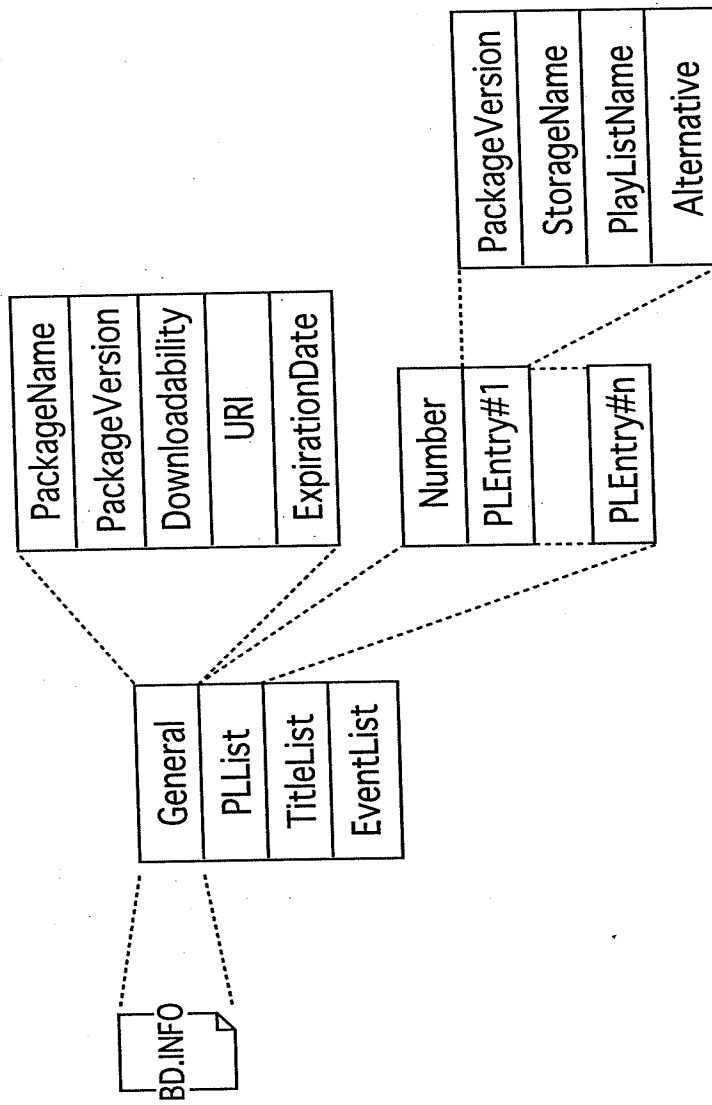 BD.INFO
General
PLList
TitleList
EventList
PackageName
PackageVersion
Downloadability
URI
ExpirationDate
Number
PLEntry#1
PLEntry#n
PackageVersion
StorageName
PlayListName
Alternative